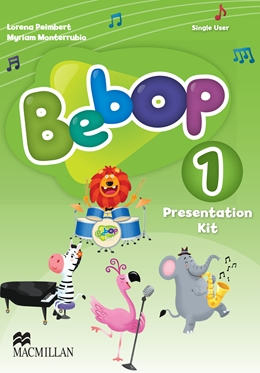 Lorena Peimbert
Myriam Monterrubio
Single User
Bebop
1
Presentation
Kit
Bebop
MACMILLAN